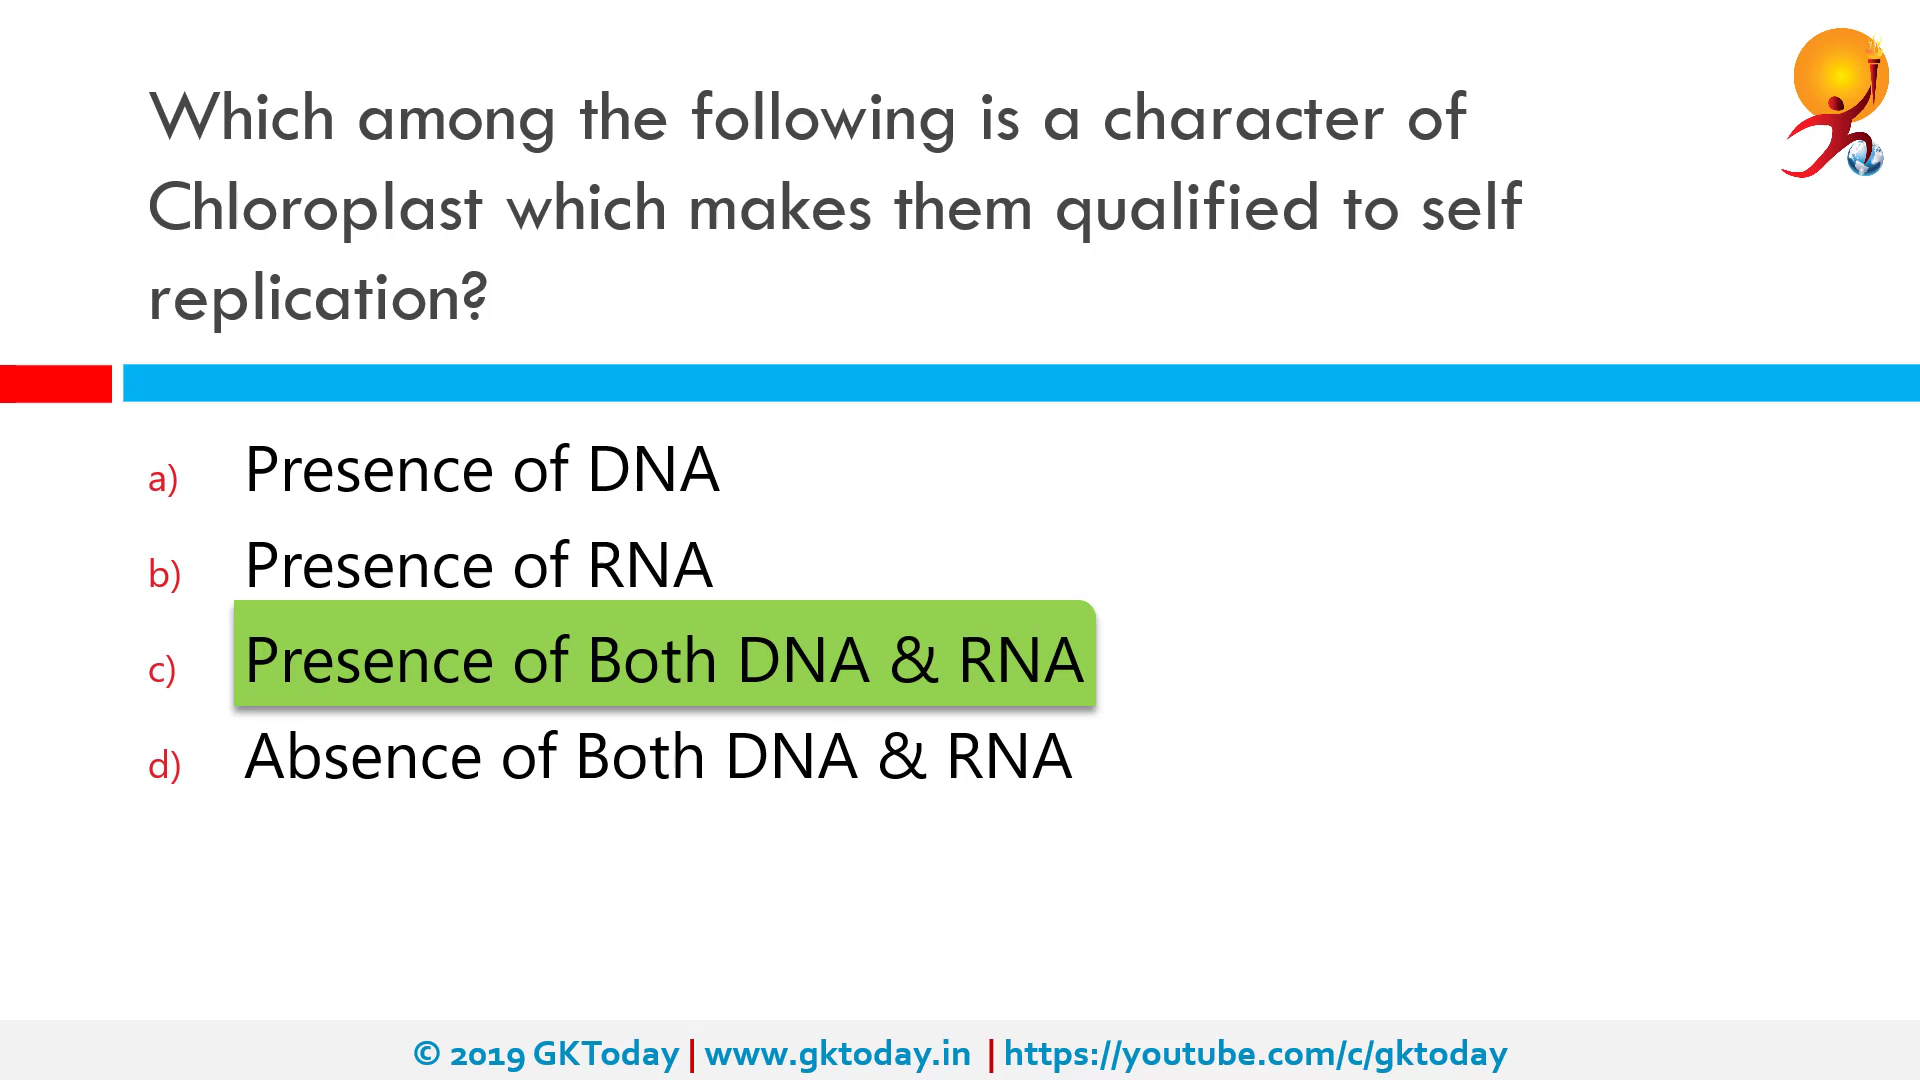 Which among the following is a character of
Chloroplast which makes them qualified to self
replication?
a) Presence of DNA
b) Presence of RNA
c) Presence of Both DNA & RNA
d) Absence of Both DNA & RNA
© 2019 GKToday | www.gktoday.in | https://youtube.com/c/gktoday